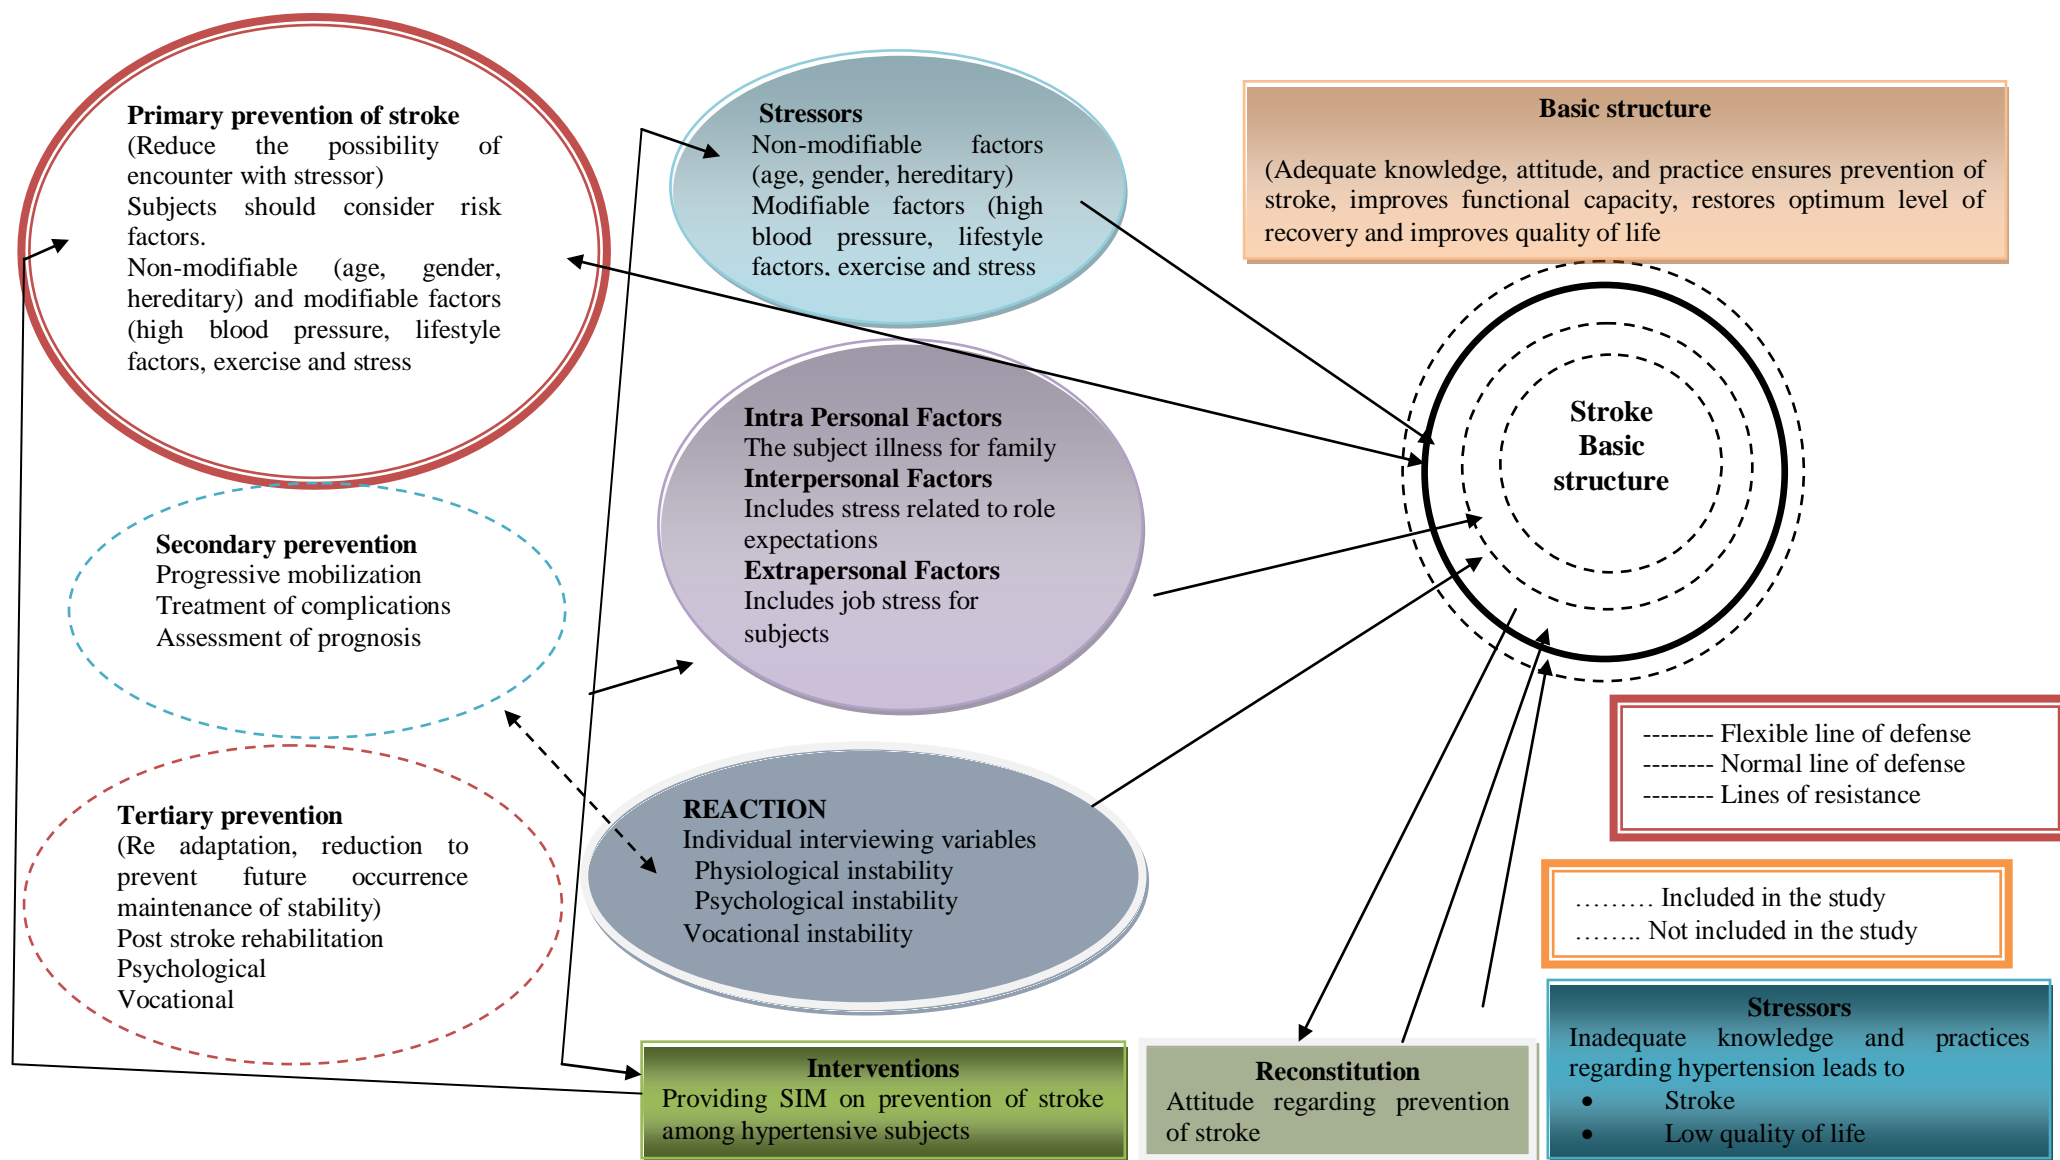 Primary prevention of stroke
(Reduce the possibility of
encounter with stressor)
Subjects should consider risk
factors.
Non-modifiable (age, gender,
hereditary) and modifiable factors
(high blood pressure, lifestyle
factors, exercise and stress
Secondary perevention
Progressive mobilization
Treatment of complications
Assessment of prognosis
Tertiary prevention
(Re adaptation, reduction to
prevent future occurrence
maintenance of stability)
Post stroke rehabilitation
Psychological
Vocational
Stressors
Non-modifiable factors
(age, gender, hereditary)
Modifiable factors (high
blood pressure, lifestyle
factors, exercise and stress
Intra Personal Factors
The subject illness for family
Interpersonal Factors
Includes stress related to role
expectations
Extrapersonal Factors
Includes job stress for
subjects
REACTION
Individual interviewing variables
Physiological instability
Psychological instability
Vocational instability
Interventions
Providing SIM on prevention of stroke
among hypertensive subjects
Basic structure
(Adequate knowledge, attitude, and practice ensures prevention of
stroke, improves functional capacity, restores optimum level of
recovery and improves quality of life
Stroke
Basic
structure
-------- Flexible line of defense
-------- Normal line of defense
-------- Lines of resistance
……… Included in the study
…….. Not included in the study
Reconstitution
Attitude regarding prevention
of stroke
Stressors
Inadequate knowledge and practices
regarding hypertension leads to
• Stroke
• Low quality of life